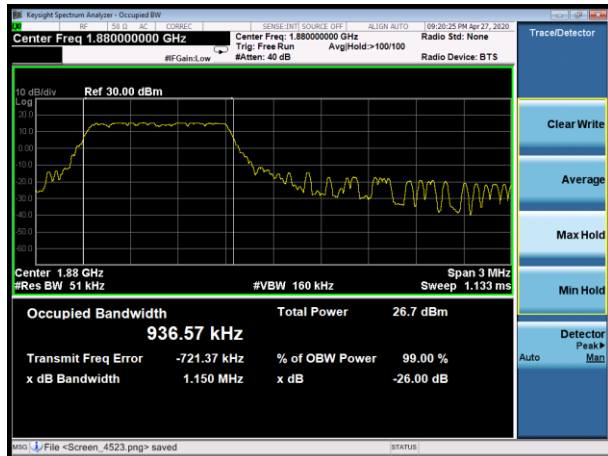 Keysight Spectrum Analyzer - Occupied BW
RF 50 Ω AC CORREC SENSE:INT SOURCE OFF ALIGN AUTO 09:20:25 PM Apr 27, 2020
Center Freq 1.880000000 GHz Center Freq: 1.880000000 GHz Radio Std: None
Trig: Free Run Avg|Hold:>100/100
#IFGain:Low #Atten: 40 dB Radio Device: BTS
Trace/Detector
10 dB/div Ref 30.00 dBm
Log
20.0
10.0
0.00
-10.0
-20.0
-30.0
-40.0
-50.0
-60.0
Center 1.88 GHz Span 3 MHz
#Res BW 51 kHz #VBW 160 kHz Sweep 1.133 ms
Occupied Bandwidth Total Power 26.7 dBm
936.57 kHz
Transmit Freq Error -721.37 kHz % of OBW Power 99.00 %
x dB Bandwidth 1.150 MHz x dB -26.00 dB
Clear Write
Average
Max Hold
Min Hold
Detector
Peak▶
Auto Man
MSG File <Screen_4523.png> saved STATUS